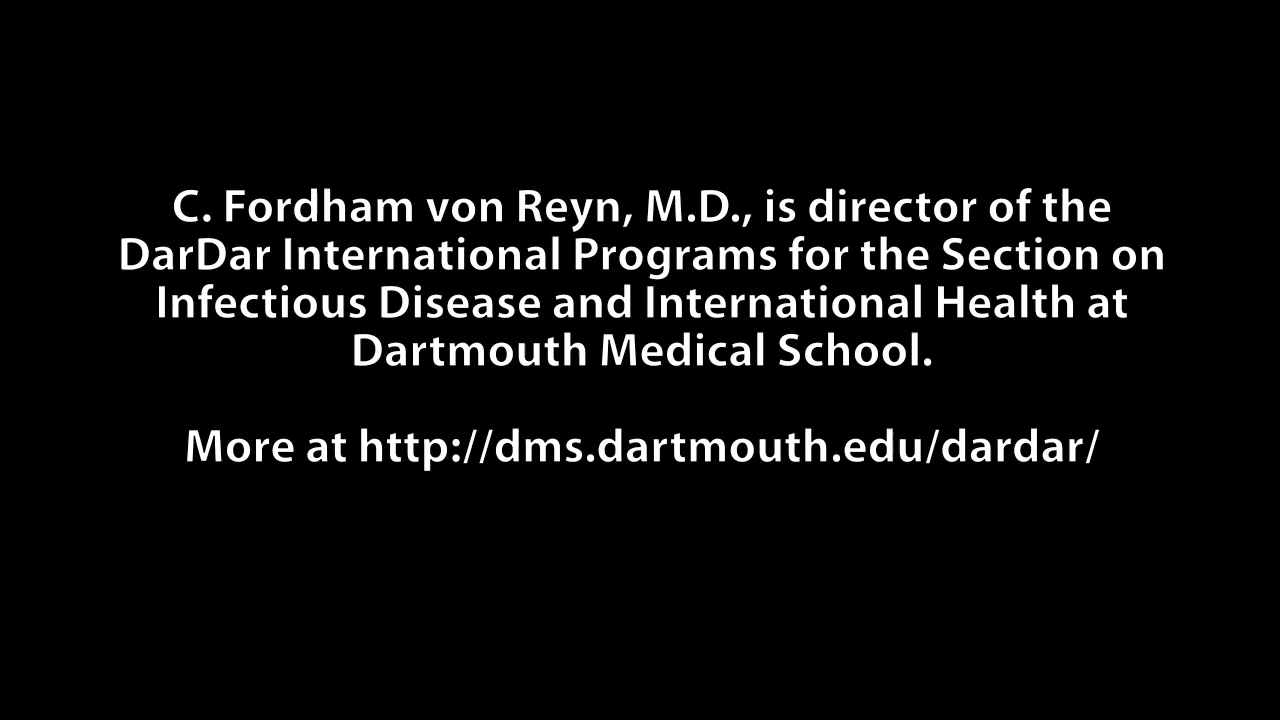 C. Fordham von Reyn, M.D., is director of the
DarDar International Programs for the Section on
Infectious Disease and International Health at
Dartmouth Medical School.
More at http://dms.dartmouth.edu/dardar/